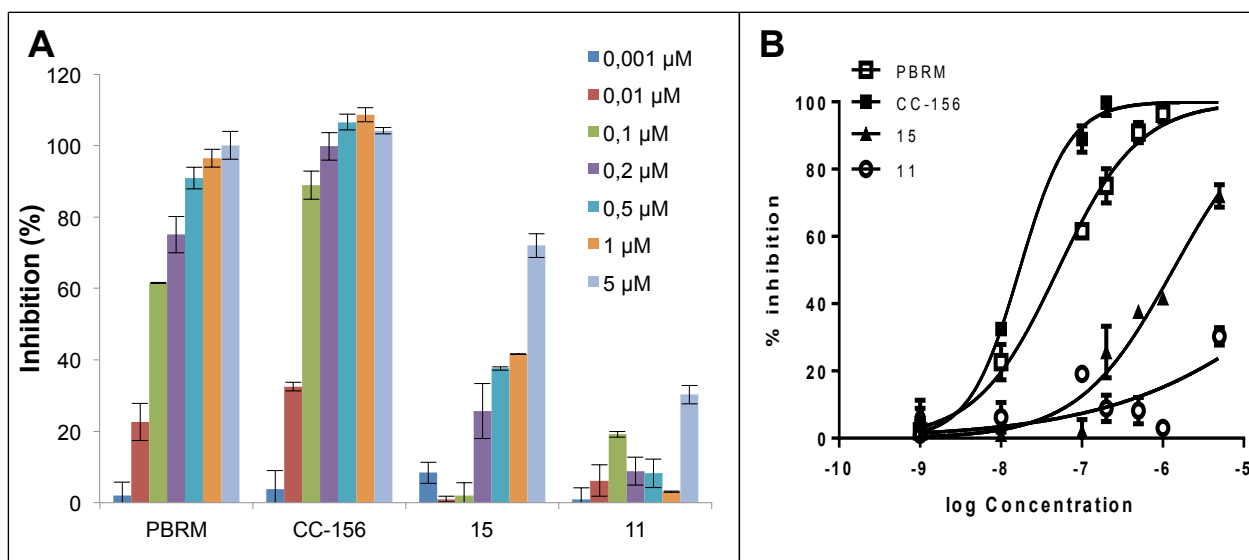 A
0,001 µM
0,01 µM
0,1 µM
0,2 µM
0,5 µM
1 µM
5 µM
Inhibition (%)
120
100
80
60
40
20
0
PBRM CC-156 15 11
B
PBRM
CC-156
15
11
% inhibition
100
80
60
40
20
0
-10 -9 -8 -7 -6 -5
log Concentration